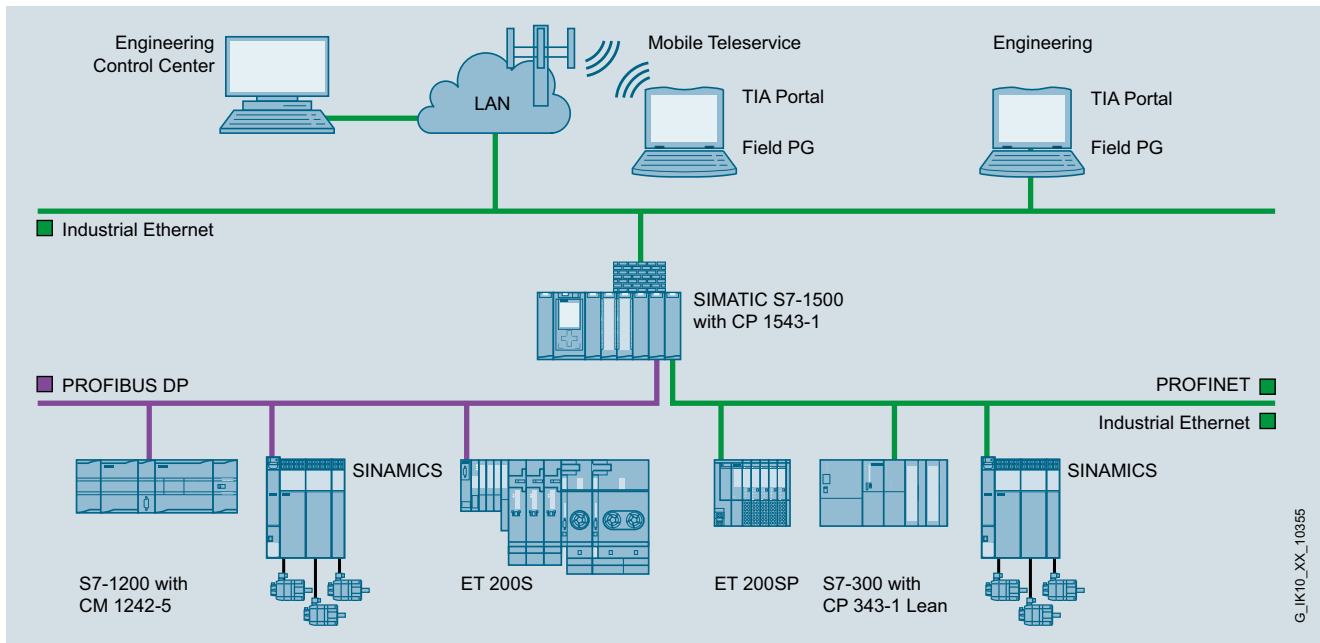 Engineering
Control Center
LAN
Mobile Teleservice
TIA Portal
Field PG
Engineering
TIA Portal
Field PG
Industrial Ethernet
SIMATIC S7-1500
with CP 1543-1
PROFIBUS DP
PROFINET
Industrial Ethernet
SINAMICS
SINAMICS
S7-1200 with
CM 1242-5
ET 200S
ET 200SP
S7-300 with
CP 343-1 Lean
G_IK10_XX_10355